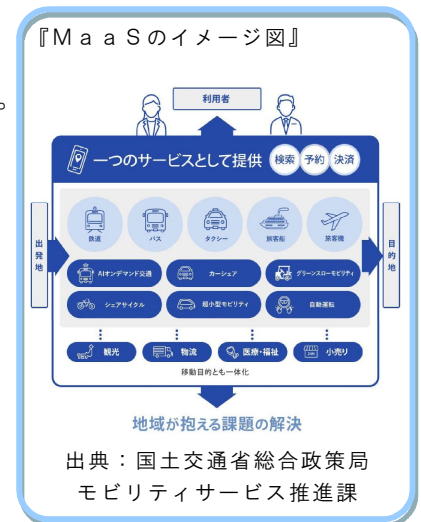 『ＭａａＳのイメージ図』
。
利用者
一つのサービスとして提供 検索 予約 決済
鉄道 バス タクシー 旅客船 旅客機
出発地
目的地
AIオンデマンド交通 カーシェア グリーンスローモビリティ
シェアサイクル 超小型モビリティ 自動運転
観光 物流 医療・福祉 小売り
移動目的とも一体化
地域が抱える課題の解決
出典：国土交通省総合政策局
モビリティサービス推進課